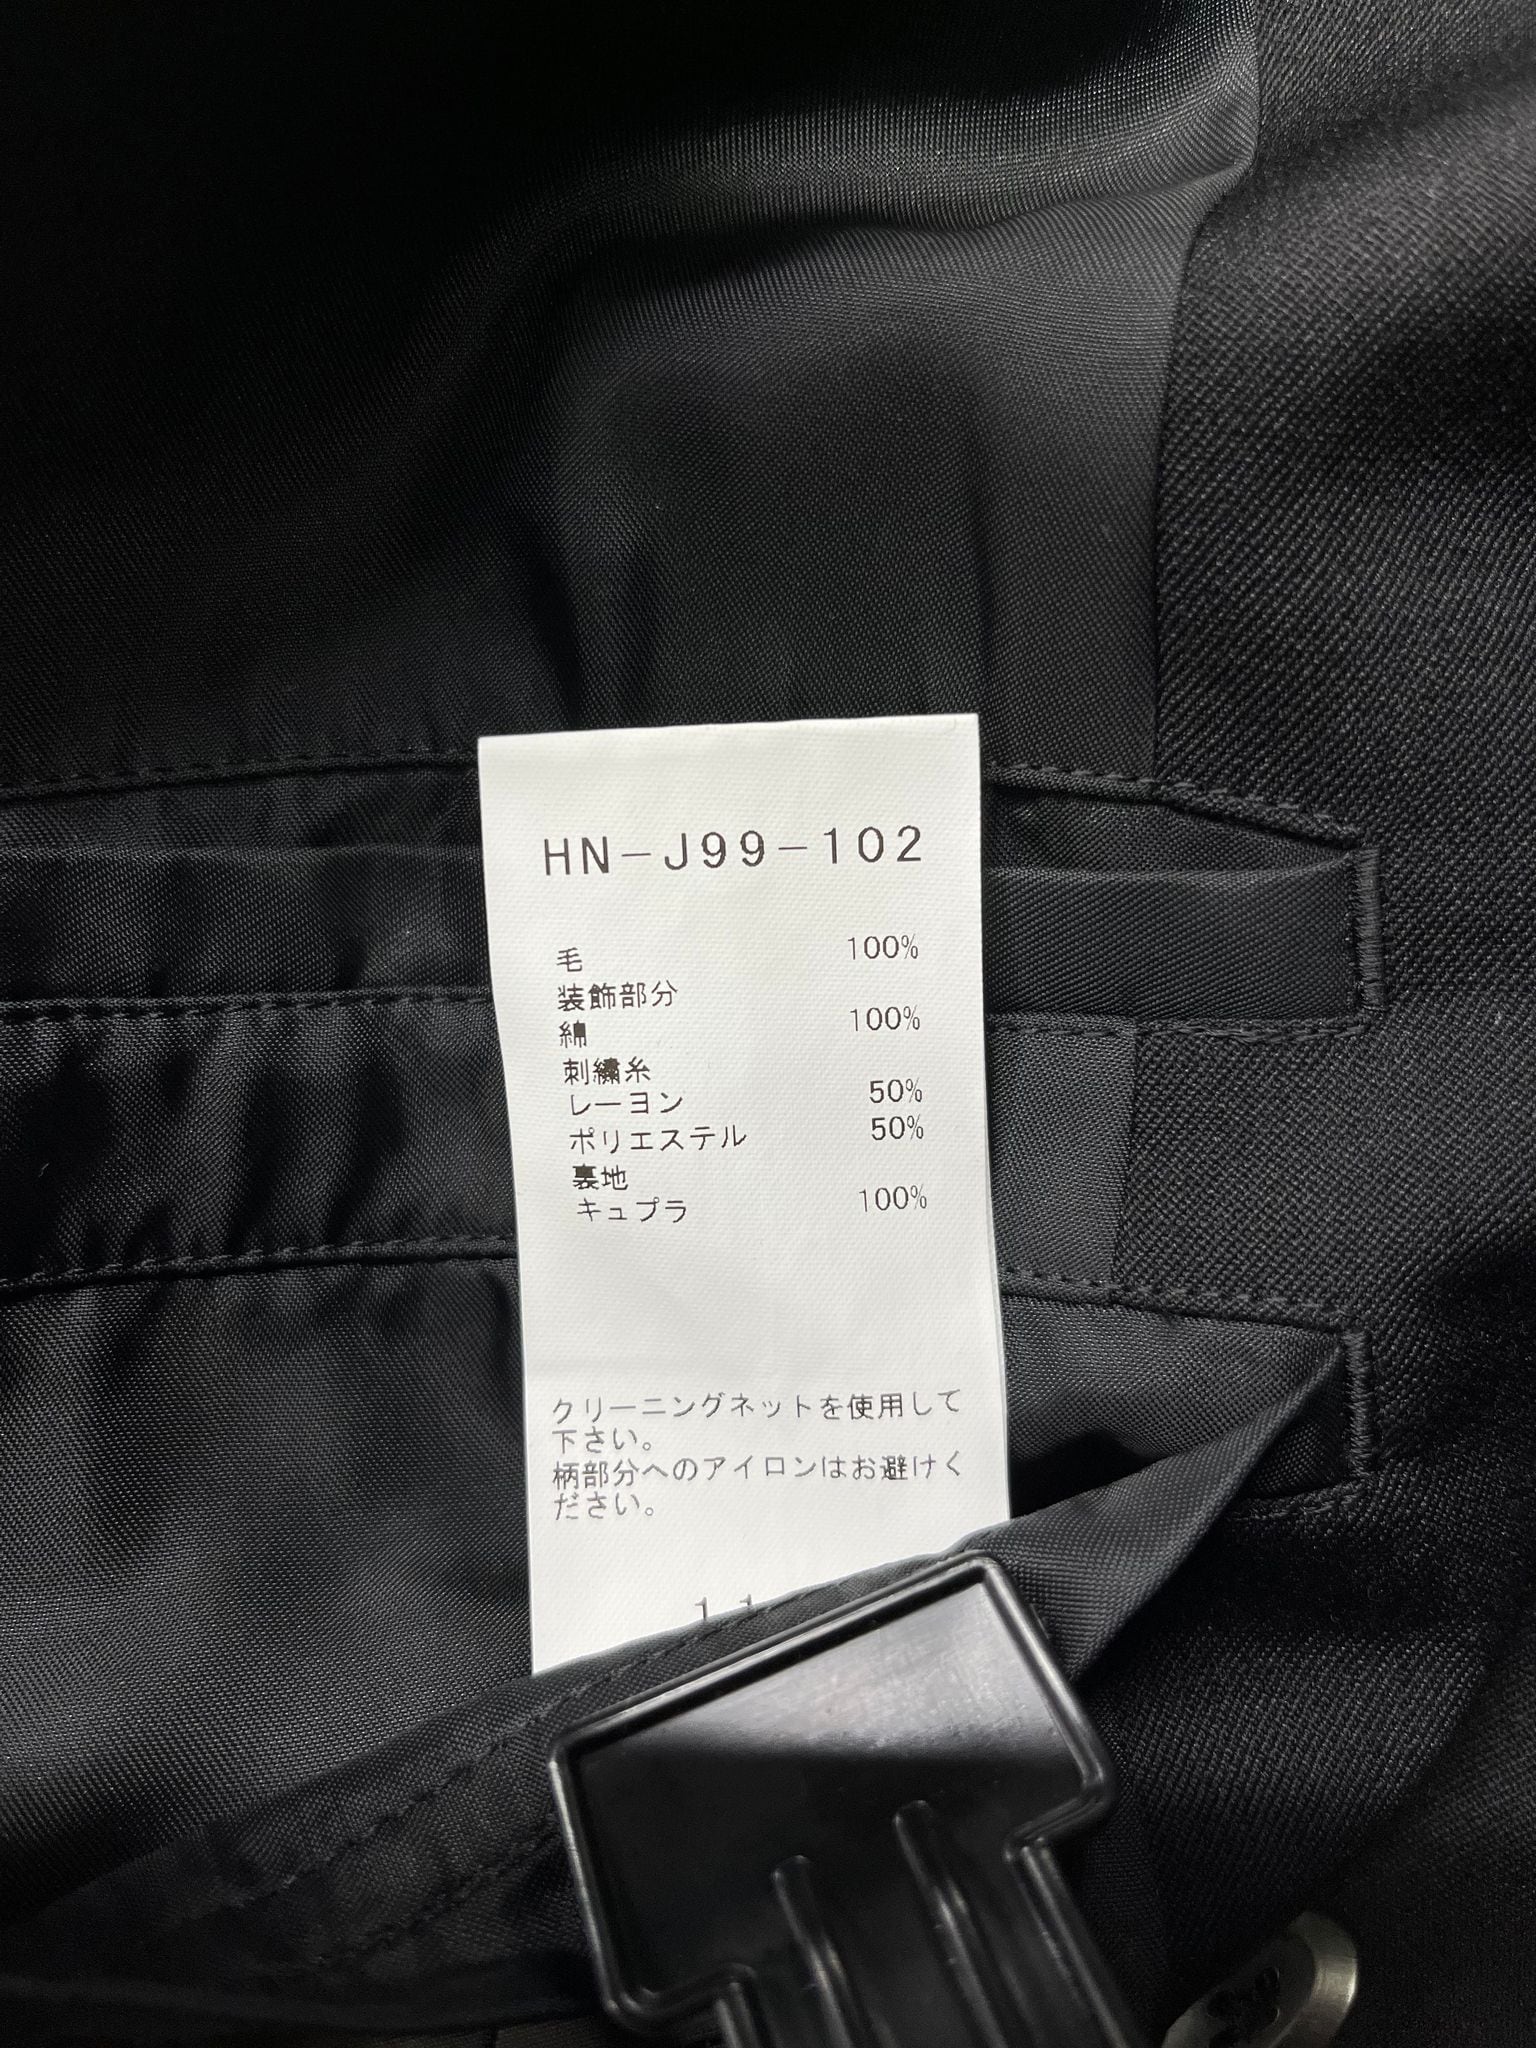 HN-J99-102
毛 100%
装飾部分
綿 100%
刺繍糸
レーヨン 50%
ポリエステル 50%
裏地
キュプラ 100%
クリーニングネットを使用して
下さい。
柄部分へのアイロンはお避けく
ださい。